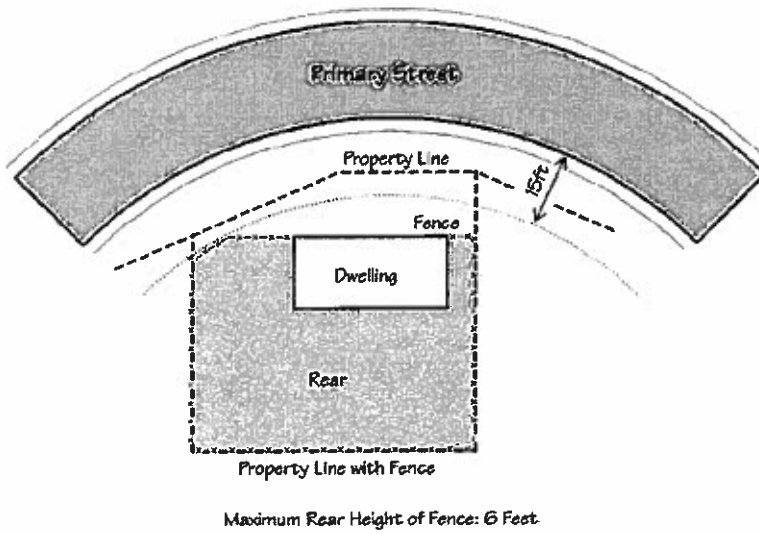 Primary Street
Property Line
15ft
Fence
Dwelling
Rear
Property Line with Fence
Maximum Rear Height of Fence: 6 Feet